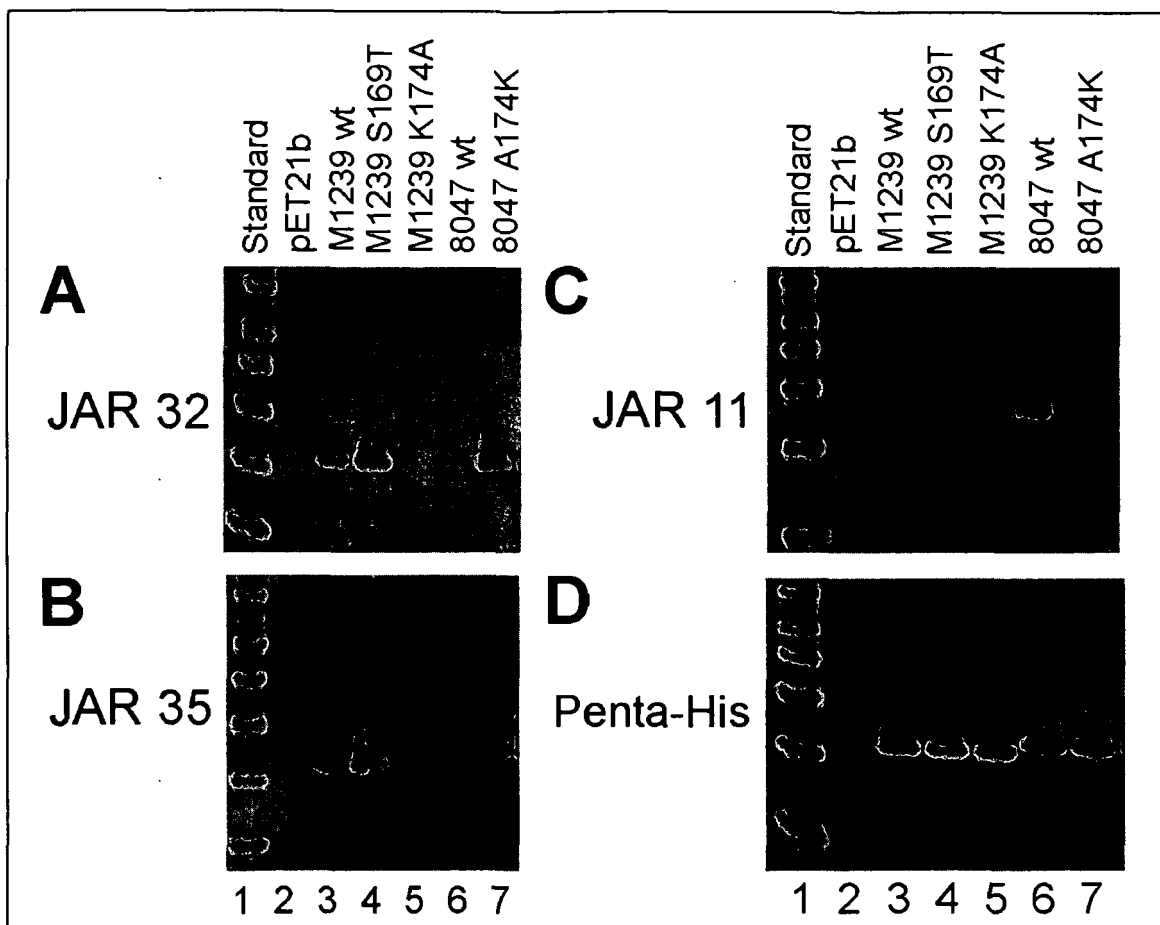 Standard
pET21b
M1239 wt
M1239 S169T
M1239 K174A
8047 wt
8047 A174K
Standard
pET21b
M1239 wt
M1239 S169T
M1239 K174A
8047 wt
8047 A174K
A
JAR 32
C
JAR 11
B
JAR 35
D
Penta-His
1 2 3 4 5 6 7
1 2 3 4 5 6 7